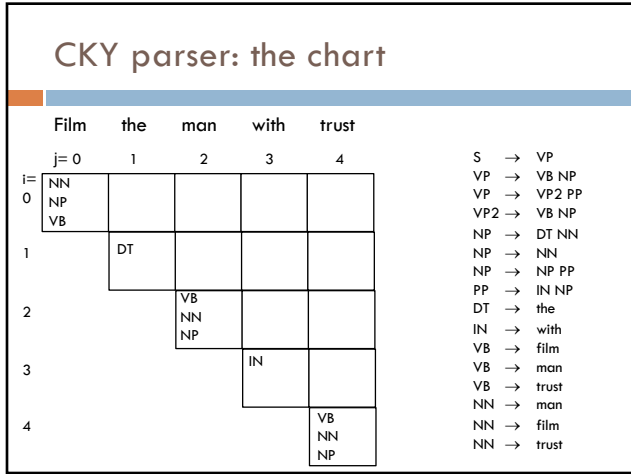 CKY parser: the chart
Film the man with trust
j= 0 1 2 3 4
i=
0
NN
NP
VB
1
DT
2
VB
NN
NP
3
IN
4
VB
NN
NP
S → VP
VP → VB NP
VP → VP2 PP
VP2 → VB NP
NP → DT NN
NP → NN
NP → NP PP
PP → IN NP
DT → the
IN → with
VB → film
VB → man
VB → trust
NN → man
NN → film
NN → trust